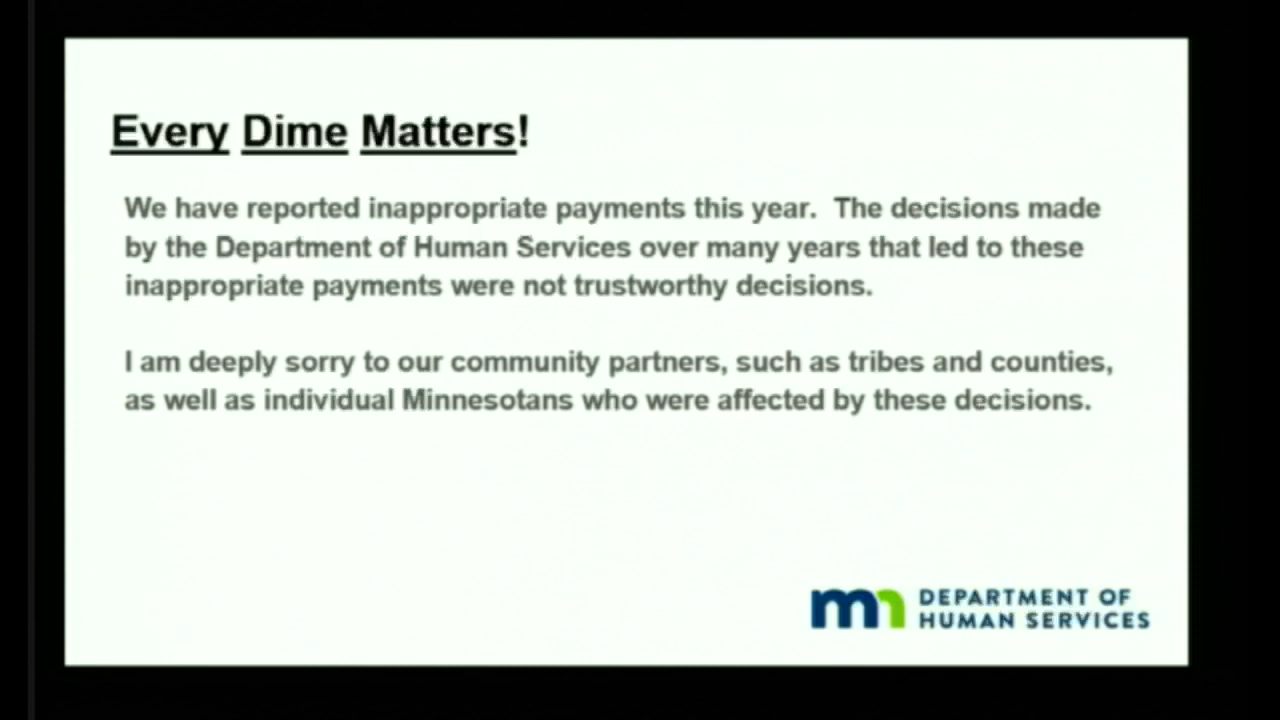 Every Dime Matters!
We have reported inappropriate payments this year.  The decisions made
by the Department of Human Services over many years that led to these
inappropriate payments were not trustworthy decisions.
I am deeply sorry to our community partners, such as tribes and counties,
as well as individual Minnesotans who were affected by these decisions.
mn DEPARTMENT OF
HUMAN SERVICES